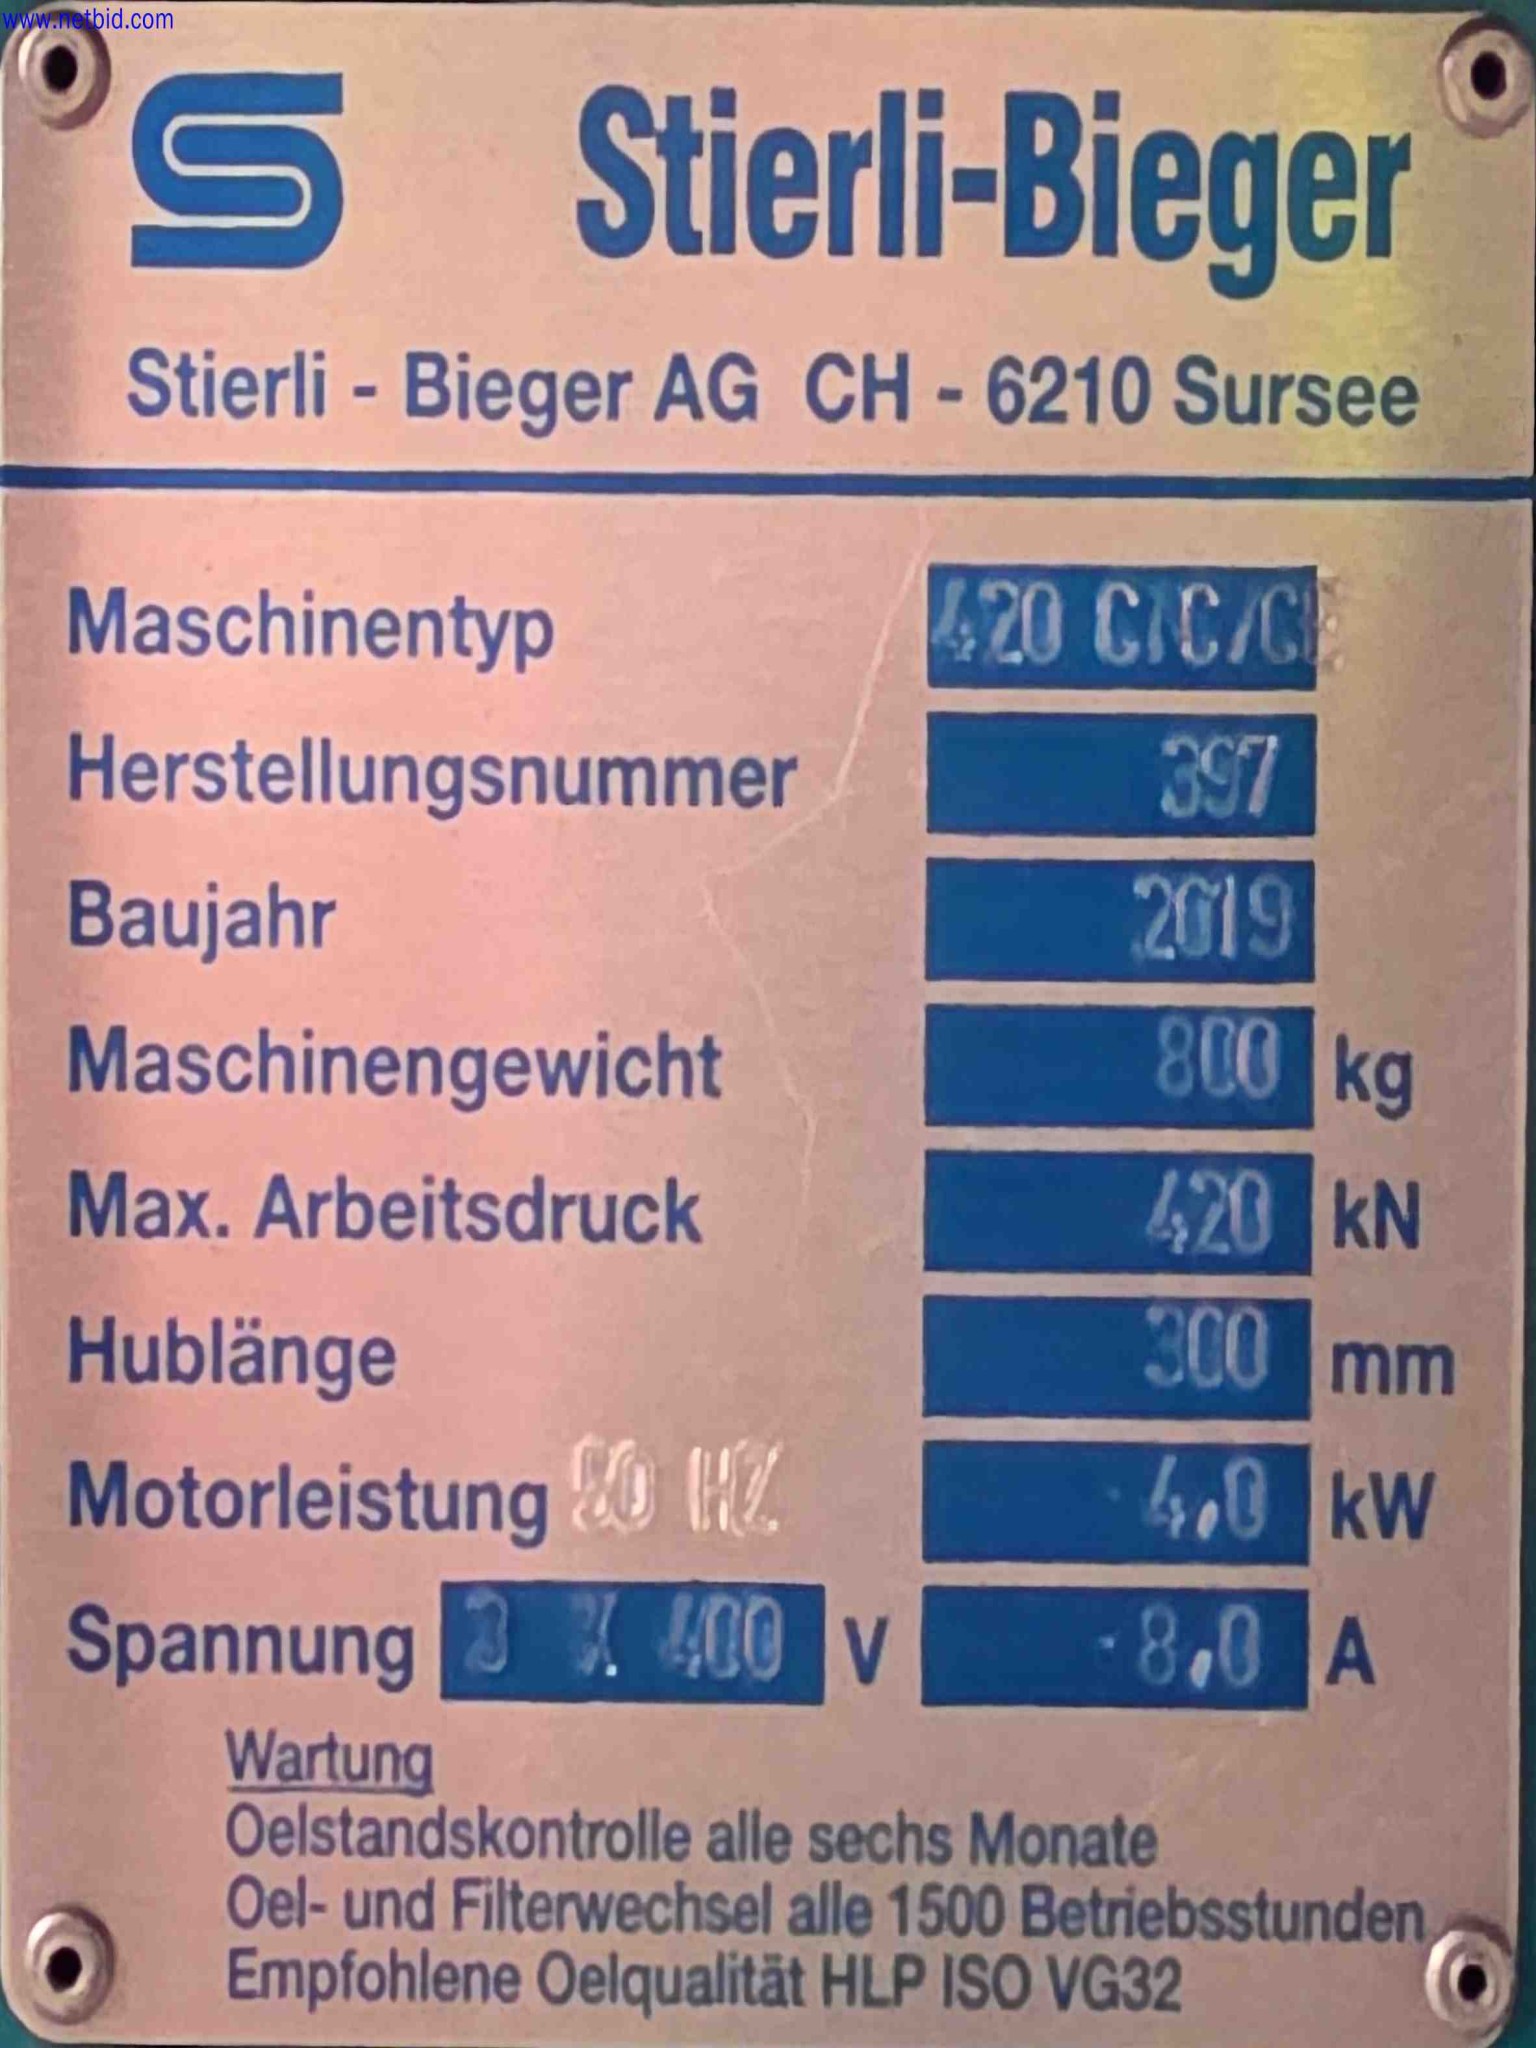 www.netbid.com
Stierli-Bieger
Stierli - Bieger AG CH - 6210 Sursee
Maschinentyp 420 CNC/CE
Herstellungsnummer 397
Baujahr 2019
Maschinengewicht 800 kg
Max. Arbeitsdruck 420 kN
Hublänge 300 mm
Motorleistung 50 HZ 4,0 kW
Spannung 3 X 400 V 8,0 A
Wartung
Oelstandskontrolle alle sechs Monate
Oel- und Filterwechsel alle 1500 Betriebsstunden
Empfohlene Oelqualität HLP ISO VG32